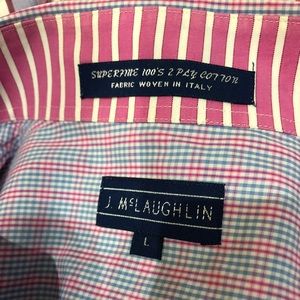 SUPERFINE 100'S 2 PLY COTTON
FABRIC WOVEN IN ITALY
J. McLAUGHLIN
L